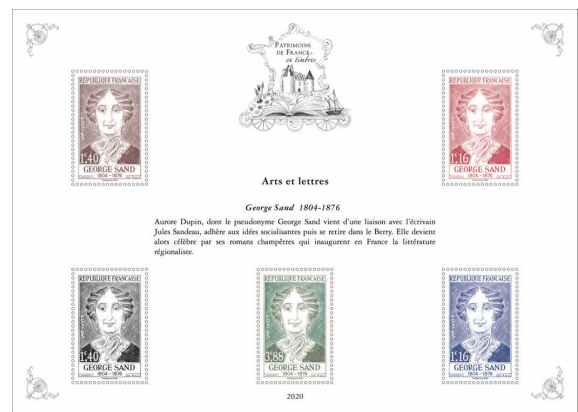 PATRIMOINE
DE FRANCE
en timbres
RÉPUBLIQUE FRANÇAISE
1.40
GEORGE SAND
1804 - 1876
RÉPUBLIQUE FRANÇAISE
1.16
GEORGE SAND
1804 - 1876
Arts et lettres
George Sand 1804-1876
Aurore Dupin, dont le pseudonyme George Sand vient d'une liaison avec l'écrivain
Jules Sandeau, adhère aux idées socialisantes puis se retire dans le Berry. Elle devient
alors célèbre par ses romans champêtres qui inaugurent en France la littérature
régionaliste.
RÉPUBLIQUE FRANÇAISE
1.40
GEORGE SAND
1804 - 1876
RÉPUBLIQUE FRANÇAISE
3.88
GEORGE SAND
1804 - 1876
RÉPUBLIQUE FRANÇAISE
1.16
GEORGE SAND
1804 - 1876
2020